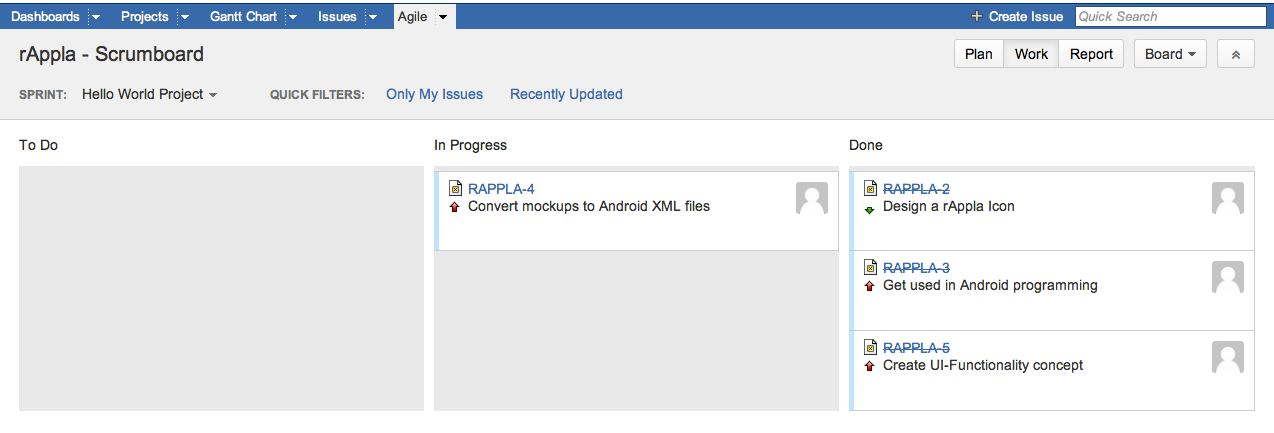 Dashboards Projects Gantt Chart Issues Agile + Create Issue Quick Search
rAppla - Scrumboard Plan Work Report Board
SPRINT: Hello World Project QUICK FILTERS: Only My Issues Recently Updated
To Do In Progress Done
RAPPLA-4
Convert mockups to Android XML files
RAPPLA-2
Design a rAppla Icon
RAPPLA-3
Get used in Android programming
RAPPLA-5
Create UI-Functionality concept